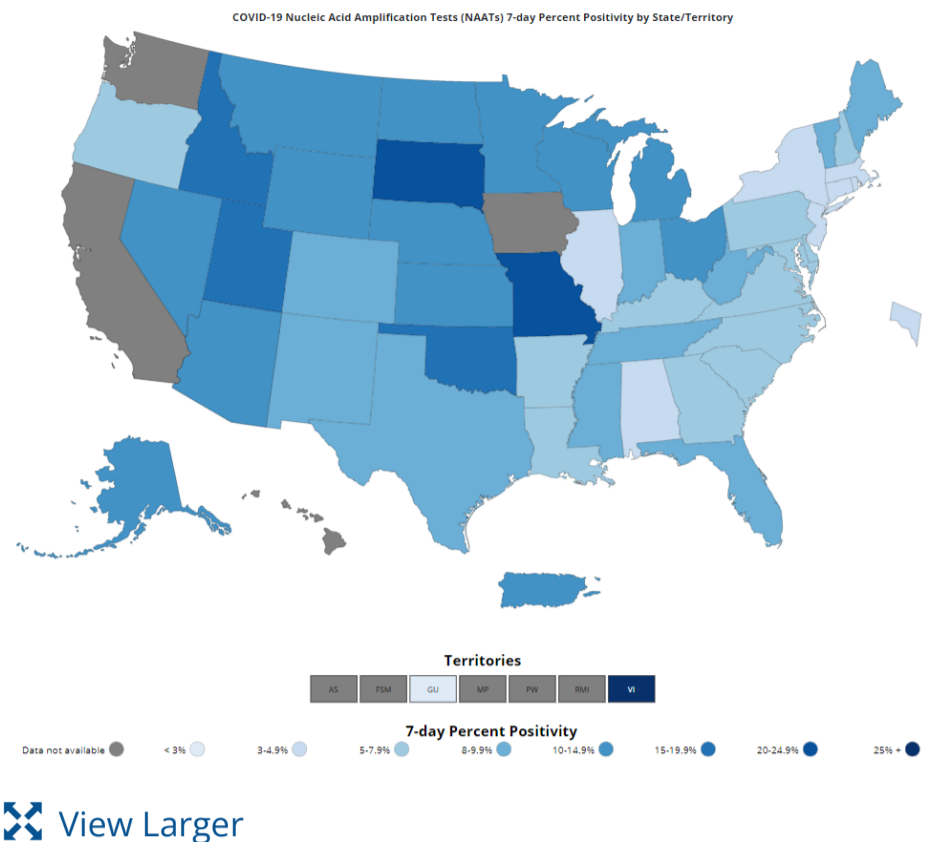 COVID-19 Nucleic Acid Amplification Tests (NAATs) 7-day Percent Positivity by State/Territory
Territories
AS FSM GU MP PW RMI VI
7-day Percent Positivity
Data not available < 3% 3-4.9% 5-7.9% 8-9.9% 10-14.9% 15-19.9% 20-24.9% 25% +
View Larger